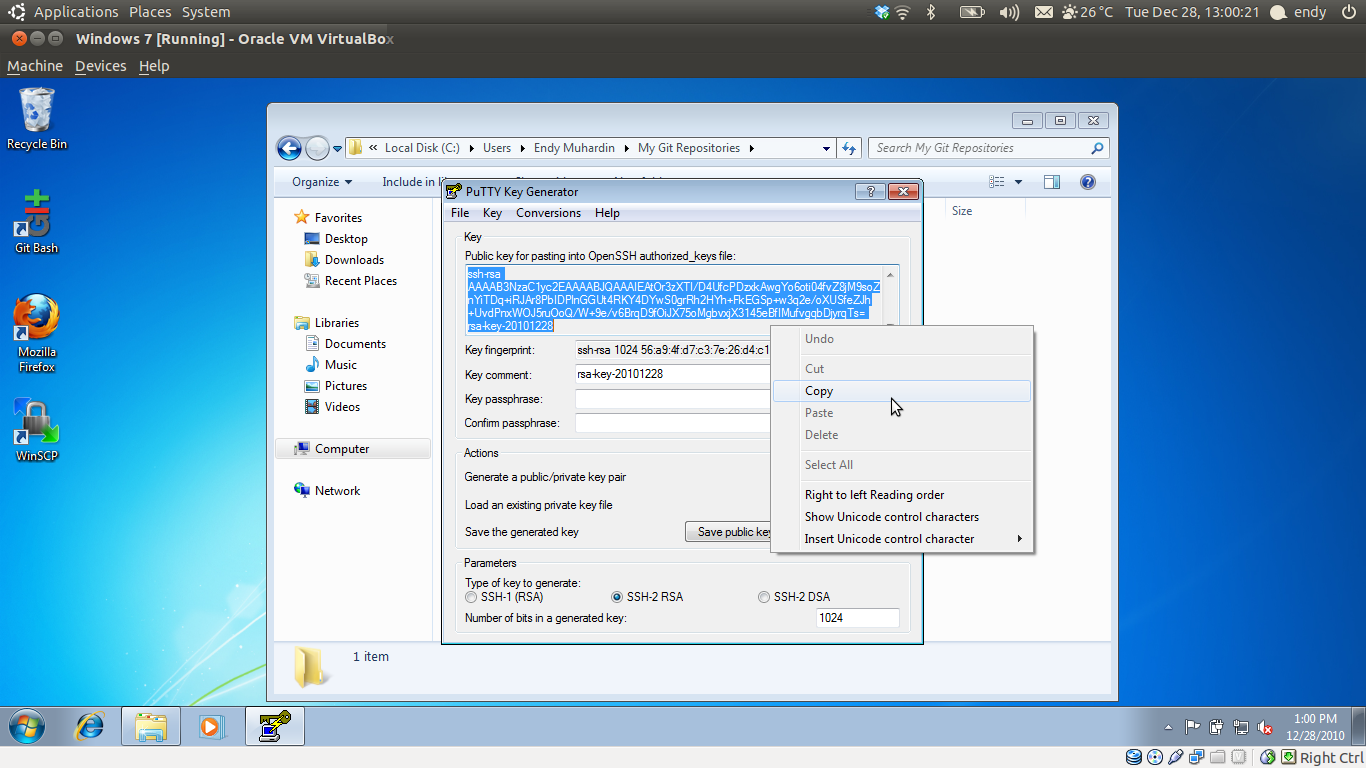 Applications Places System
26 °C Tue Dec 28, 13:00:21 endy
Windows 7 [Running] - Oracle VM VirtualBox
Machine Devices Help
Recycle Bin
Git Bash
Mozilla
Firefox
WinSCP
« Local Disk (C:) Users Endy Muhardin My Git Repositories
Search My Git Repositories
Organize Include in li
Size
Favorites
Desktop
Downloads
Recent Places
Libraries
Documents
Music
Pictures
Videos
Computer
Network
1 item
PuTTY Key Generator
File Key Conversions Help
Key
Public key for pasting into OpenSSH authorized_keys file:
ssh-rsa
rsa-key-20101228
Key fingerprint: ssh-rsa 1024 56:a9:4f:d7:c3:7e:26:d4:c1
Key comment: rsa-key-20101228
Key passphrase:
Confirm passphrase:
Actions
Generate a public/private key pair
Load an existing private key file
Save the generated key Save public key
Parameters
Type of key to generate:
SSH-1 (RSA) SSH-2 RSA SSH-2 DSA
Number of bits in a generated key: 1024
Undo
Cut
Copy
Paste
Delete
Select All
Right to left Reading order
Show Unicode control characters
Insert Unicode control character
1:00 PM
12/28/2010
Right Ctrl